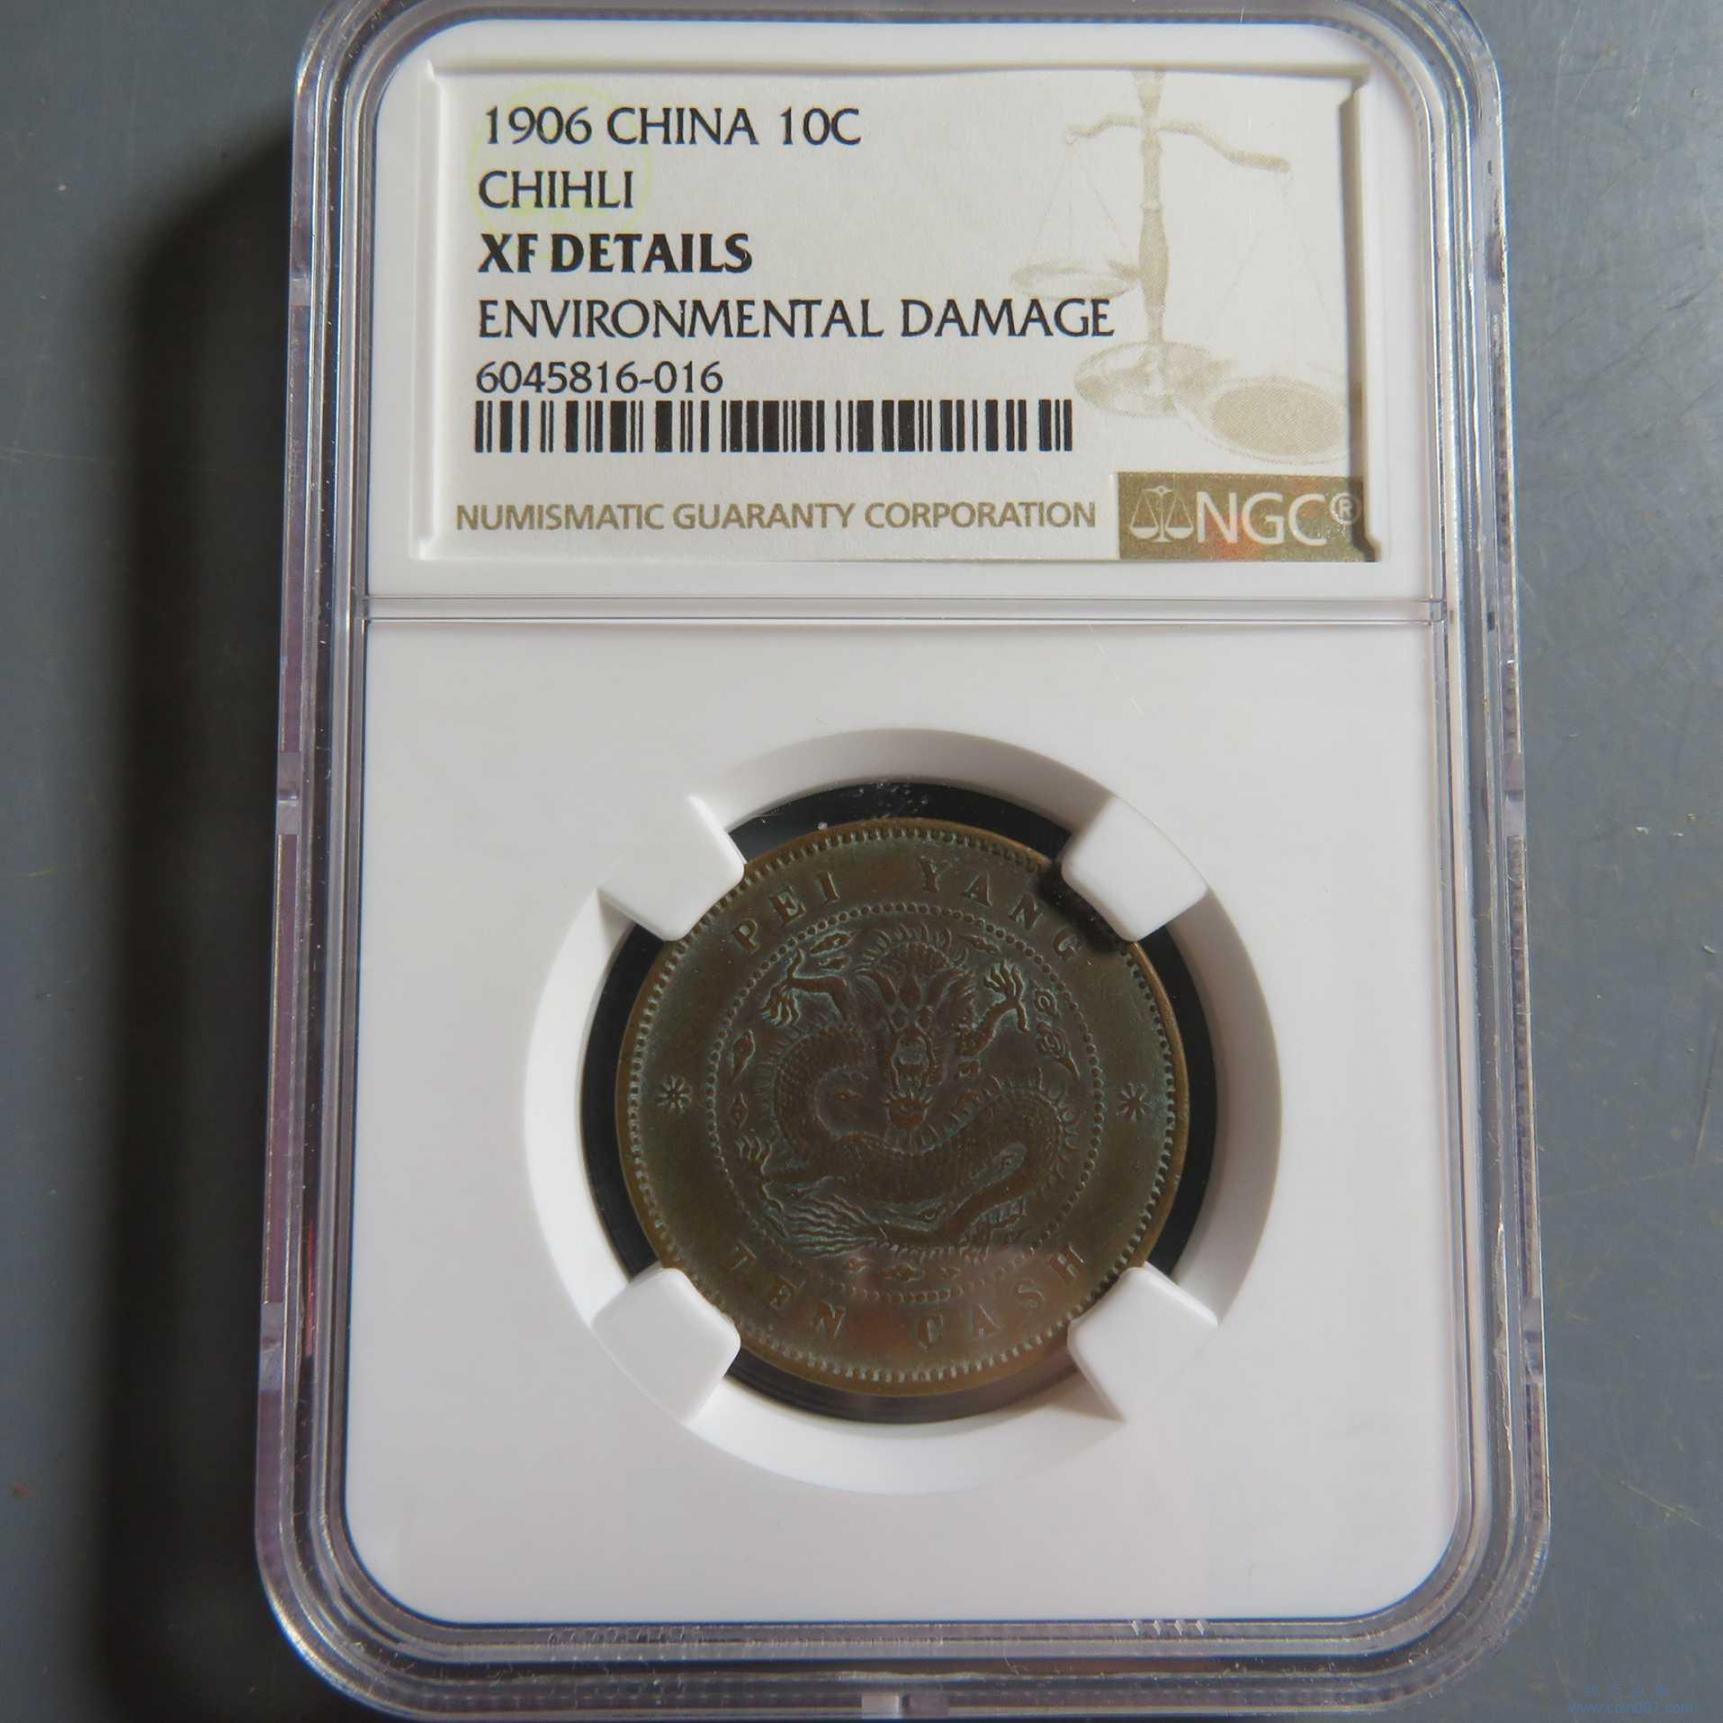 1906 CHINA 10C
CHIHLI
XF DETAILS
ENVIRONMENTAL DAMAGE
6045816-016
NUMISMATIC GUARANTY CORPORATION
NGC®
PEI YANG
TEN CASH